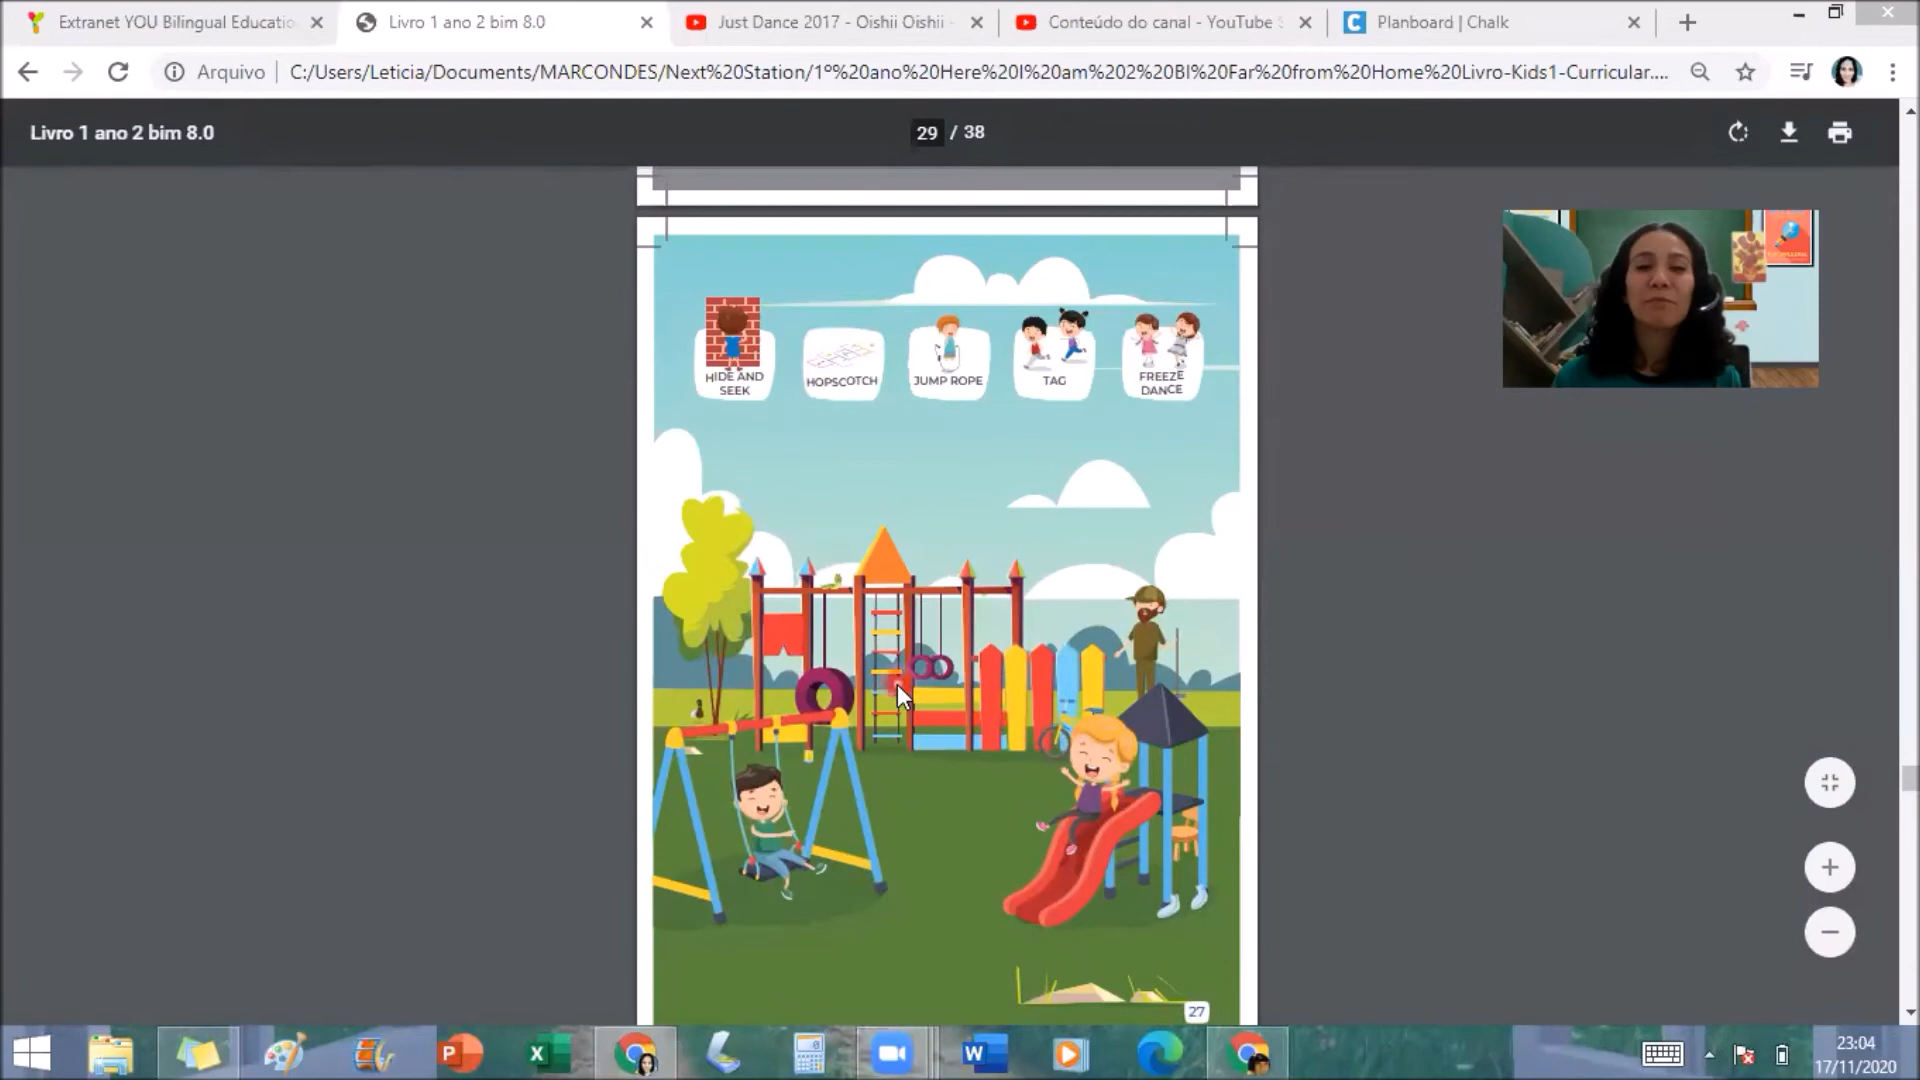 Extranet YOU Bilingual Educatio
Livro 1 ano 2 bim 8.0
Just Dance 2017 - Oishii Oishii -
Conteúdo do canal - YouTube S
Planboard | Chalk
Arquivo
C:/Users/Leticia/Documents/MARCONDES/Next%20Station/1º%20ano%20Here%20I%20am%202%20BI%20Far%20from%20Home%20Livro-Kids1-Curricular....
Livro 1 ano 2 bim 8.0
29 / 38
HIDE AND
SEEK
HOPSCOTCH
JUMP ROPE
TAG
FREEZE
DANCE
27
23:04
17/11/2020